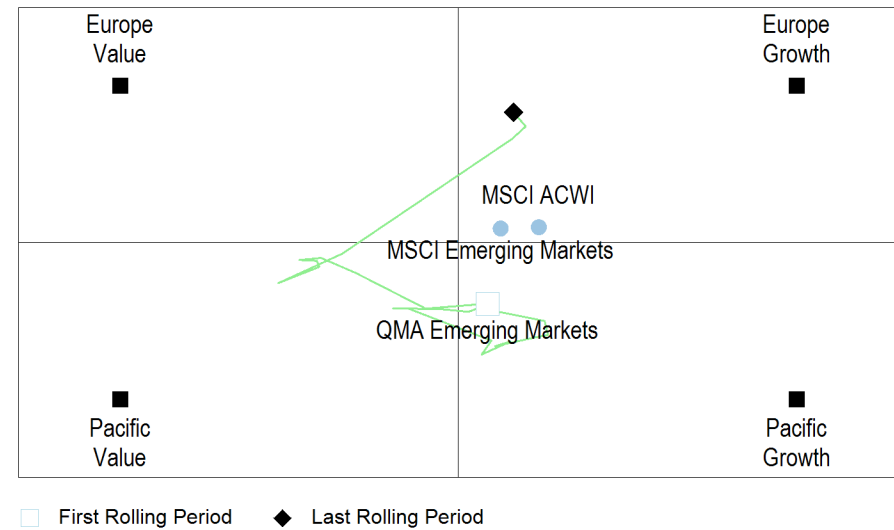 Europe
Value
Europe
Growth
MSCI ACWI
MSCI Emerging Markets
QMA Emerging Markets
Pacific
Value
Pacific
Growth
First Rolling Period
Last Rolling Period